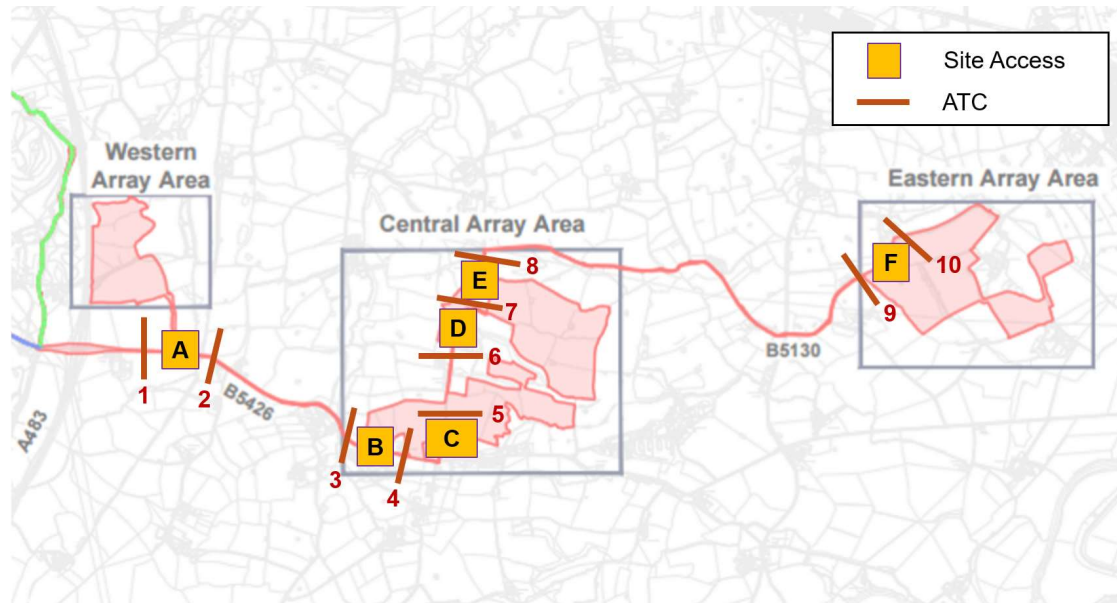 Site Access
ATC
Western
Array Area
Eastern Array Area
Central Array Area
8
E
F
10
7
9
D
6
B5130
A
1
2
B5426
A483
5
C
B
3
4